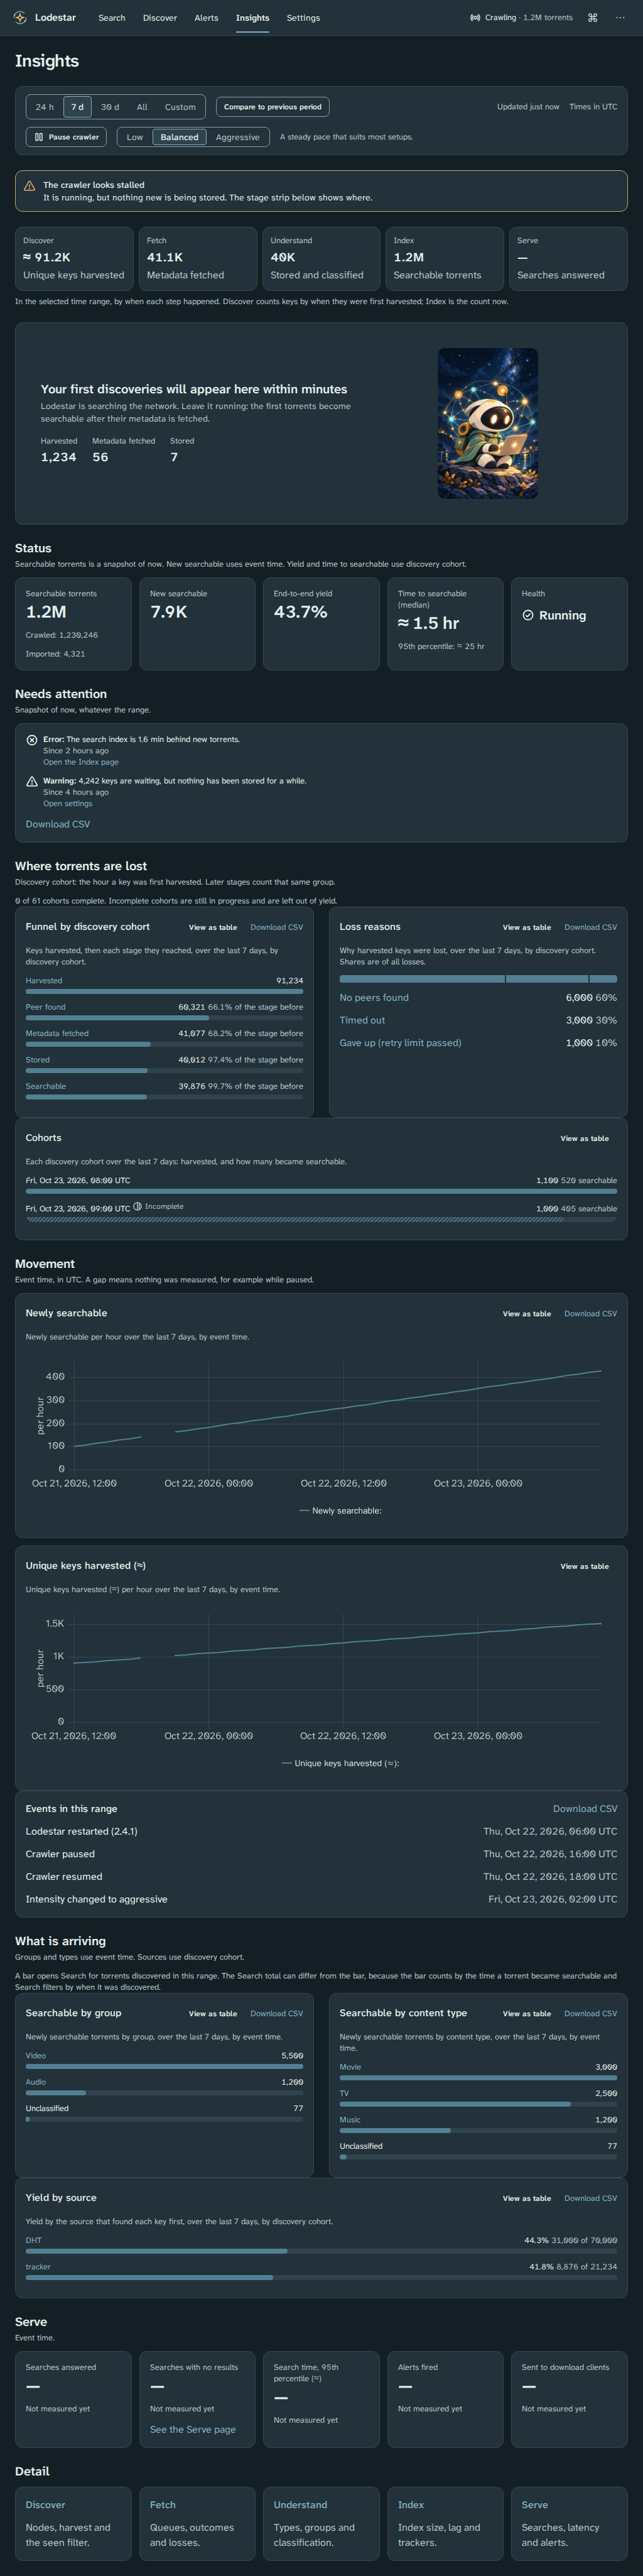 Lodestar Search Discover Alerts Insights Settings Crawling · 1.2M torrents
Insights
24 h 7 d 30 d All Custom Compare to previous period Updated just now Times in UTC
Pause crawler Low Balanced Aggressive A steady pace that suits most setups.
The crawler looks stalled
It is running, but nothing new is being stored. The stage strip below shows where.
Discover
≈ 91.2K
Unique keys harvested
Fetch
41.1K
Metadata fetched
Understand
40K
Stored and classified
Index
1.2M
Searchable torrents
Serve
—
Searches answered
In the selected time range, by when each step happened. Discover counts keys by when they were first harvested; Index is the count now.
Your first discoveries will appear here within minutes
Lodestar is searching the network. Leave it running: the first torrents become
searchable after their metadata is fetched.
Harvested Metadata fetched Stored
1,234 56 7
Status
Searchable torrents is a snapshot of now. New searchable uses event time. Yield and time to searchable use discovery cohort.
Searchable torrents
1.2M
Crawled: 1,230,246
Imported: 4,321
New searchable
7.9K
End-to-end yield
43.7%
Time to searchable
(median)
≈ 1.5 hr
95th percentile: ≈ 25 hr
Health
Running
Needs attention
Snapshot of now, whatever the range.
Error: The search index is 1.6 min behind new torrents.
Since 2 hours ago
Open the Index page
Warning: 4,242 keys are waiting, but nothing has been stored for a while.
Since 4 hours ago
Open settings
Download CSV
Where torrents are lost
Discovery cohort: the hour a key was first harvested. Later stages count that same group.
0 of 61 cohorts complete. Incomplete cohorts are still in progress and are left out of yield.
Funnel by discovery cohort View as table Download CSV
Keys harvested, then each stage they reached, over the last 7 days, by
discovery cohort.
Harvested 91,234
Peer found 60,321 66.1% of the stage before
Metadata fetched 41,077 68.2% of the stage before
Stored 40,012 97.4% of the stage before
Searchable 39,876 99.7% of the stage before
Loss reasons View as table Download CSV
Why harvested keys were lost, over the last 7 days, by discovery cohort.
Shares are of all losses.
No peers found 6,000 60%
Timed out 3,000 30%
Gave up (retry limit passed) 1,000 10%
Cohorts View as table
Each discovery cohort over the last 7 days: harvested, and how many became searchable.
Fri, Oct 23, 2026, 08:00 UTC 1,100 520 searchable
Fri, Oct 23, 2026, 09:00 UTC Incomplete 1,000 405 searchable
Movement
Event time, in UTC. A gap means nothing was measured, for example while paused.
Newly searchable View as table Download CSV
Newly searchable per hour over the last 7 days, by event time.
per hour
400
300
200
100
0
Oct 21, 2026, 12:00 Oct 22, 2026, 00:00 Oct 22, 2026, 12:00 Oct 23, 2026, 00:00
Newly searchable:
Unique keys harvested (≈) View as table
Unique keys harvested (≈) per hour over the last 7 days, by event time.
per hour
1.5K
1K
500
0
Oct 21, 2026, 12:00 Oct 22, 2026, 00:00 Oct 22, 2026, 12:00 Oct 23, 2026, 00:00
Unique keys harvested (≈):
Events in this range Download CSV
Lodestar restarted (2.4.1) Thu, Oct 22, 2026, 06:00 UTC
Crawler paused Thu, Oct 22, 2026, 16:00 UTC
Crawler resumed Thu, Oct 22, 2026, 18:00 UTC
Intensity changed to aggressive Fri, Oct 23, 2026, 02:00 UTC
What is arriving
Groups and types use event time. Sources use discovery cohort.
A bar opens Search for torrents discovered in this range. The Search total can differ from the bar, because the bar counts by the time a torrent became searchable and
Search filters by when it was discovered.
Searchable by group View as table Download CSV
Newly searchable torrents by group, over the last 7 days, by event time.
Video 5,500
Audio 1,200
Unclassified 77
Searchable by content type View as table Download CSV
Newly searchable torrents by content type, over the last 7 days, by event
time.
Movie 3,000
TV 2,500
Music 1,200
Unclassified 77
Yield by source View as table Download CSV
Yield by the source that found each key first, over the last 7 days, by discovery cohort.
DHT 44.3% 31,000 of 70,000
tracker 41.8% 8,876 of 21,234
Serve
Event time.
Searches answered
—
Not measured yet
Searches with no results
—
Not measured yet
See the Serve page
Search time, 95th
percentile (≈)
—
Not measured yet
Alerts fired
—
Not measured yet
Sent to download clients
—
Not measured yet
Detail
Discover
Nodes, harvest and
the seen filter.
Fetch
Queues, outcomes
and losses.
Understand
Types, groups and
classification.
Index
Index size, lag and
trackers.
Serve
Searches, latency
and alerts.